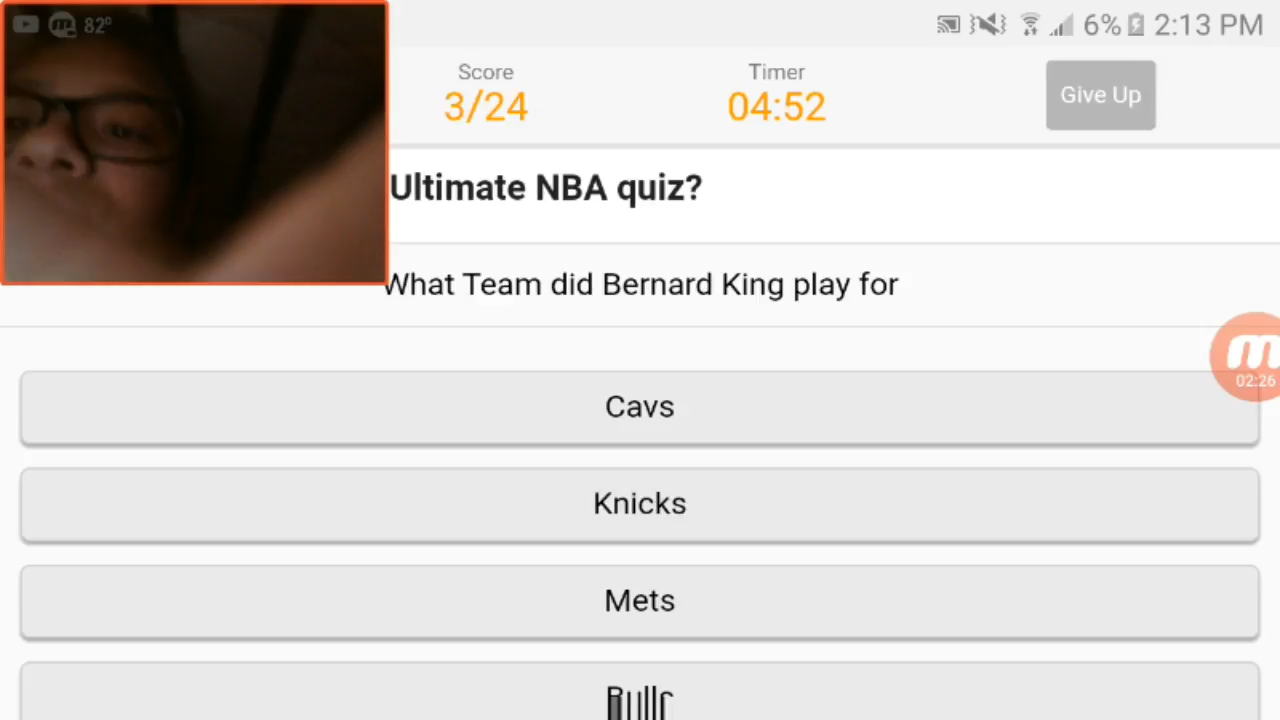 82°
6% 2:13 PM
Score
3/24
Timer
04:52
Give Up
Ultimate NBA quiz?
What Team did Bernard King play for
Cavs
Knicks
Mets
Bulls
02:26